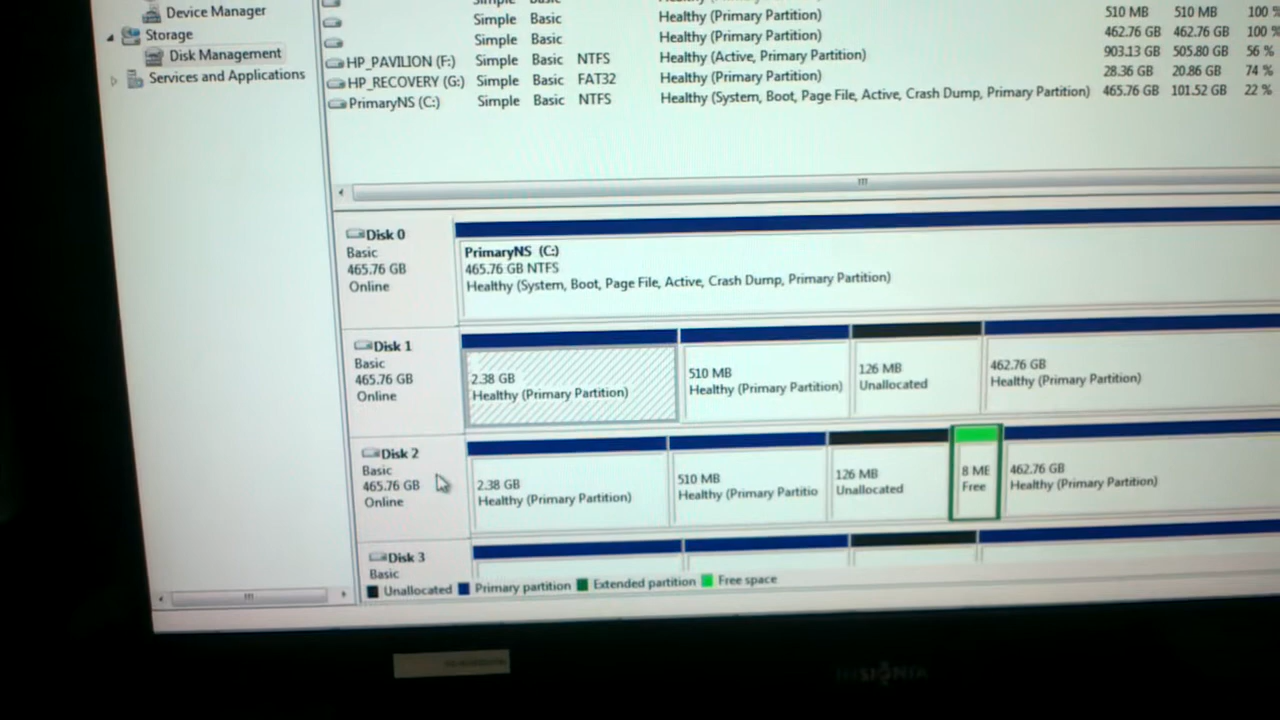 Device Manager
Storage
Disk Management
Services and Applications
Simple Basic
Simple Basic Healthy (Primary Partition) 510 MB 510 MB 100 %
Simple Basic Healthy (Primary Partition) 462.76 GB 462.76 GB 100 %
HP_PAVILION (F:) Simple Basic NTFS Healthy (Active, Primary Partition) 903.13 GB 505.80 GB 56 %
HP_RECOVERY (G:) Simple Basic FAT32 Healthy (Primary Partition) 28.36 GB 20.86 GB 74 %
PrimaryNS (C:) Simple Basic NTFS Healthy (System, Boot, Page File, Active, Crash Dump, Primary Partition) 465.76 GB 101.52 GB 22 %
Disk 0
Basic
465.76 GB
Online
PrimaryNS (C:)
465.76 GB NTFS
Healthy (System, Boot, Page File, Active, Crash Dump, Primary Partition)
Disk 1
Basic
465.76 GB
Online
2.38 GB
Healthy (Primary Partition)
510 MB
Healthy (Primary Partition)
126 MB
Unallocated
462.76 GB
Healthy (Primary Partition)
Disk 2
Basic
465.76 GB
Online
2.38 GB
Healthy (Primary Partition)
510 MB
Healthy (Primary Partitio
126 MB
Unallocated
8 ME
Free
462.76 GB
Healthy (Primary Partition)
Disk 3
Basic
Unallocated Primary partition Extended partition Free space
INSIGNIA